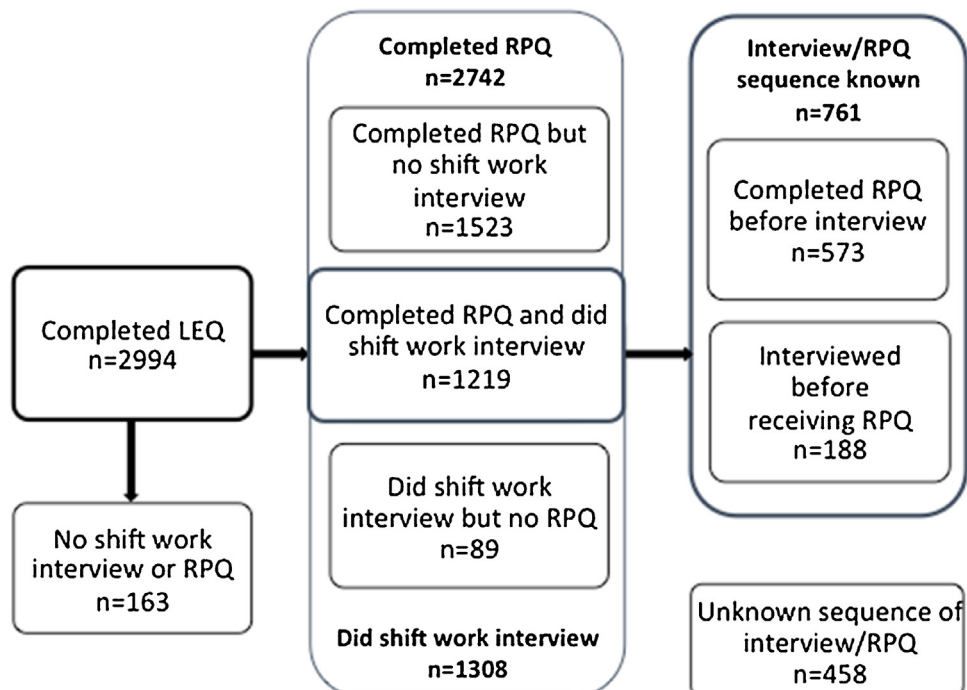 Completed LEQ
n=2994
No shift work
interview or RPQ
n=163
Completed RPQ
n=2742
Completed RPQ but
no shift work
interview
n=1523
Completed RPQ and did
shift work interview
n=1219
Did shift work
interview but no RPQ
n=89
Did shift work interview
n=1308
Interview/RPQ
sequence known
n=761
Completed RPQ
before interview
n=573
Interviewed
before
receiving RPQ
n=188
Unknown sequence of
interview/RPQ
n=458